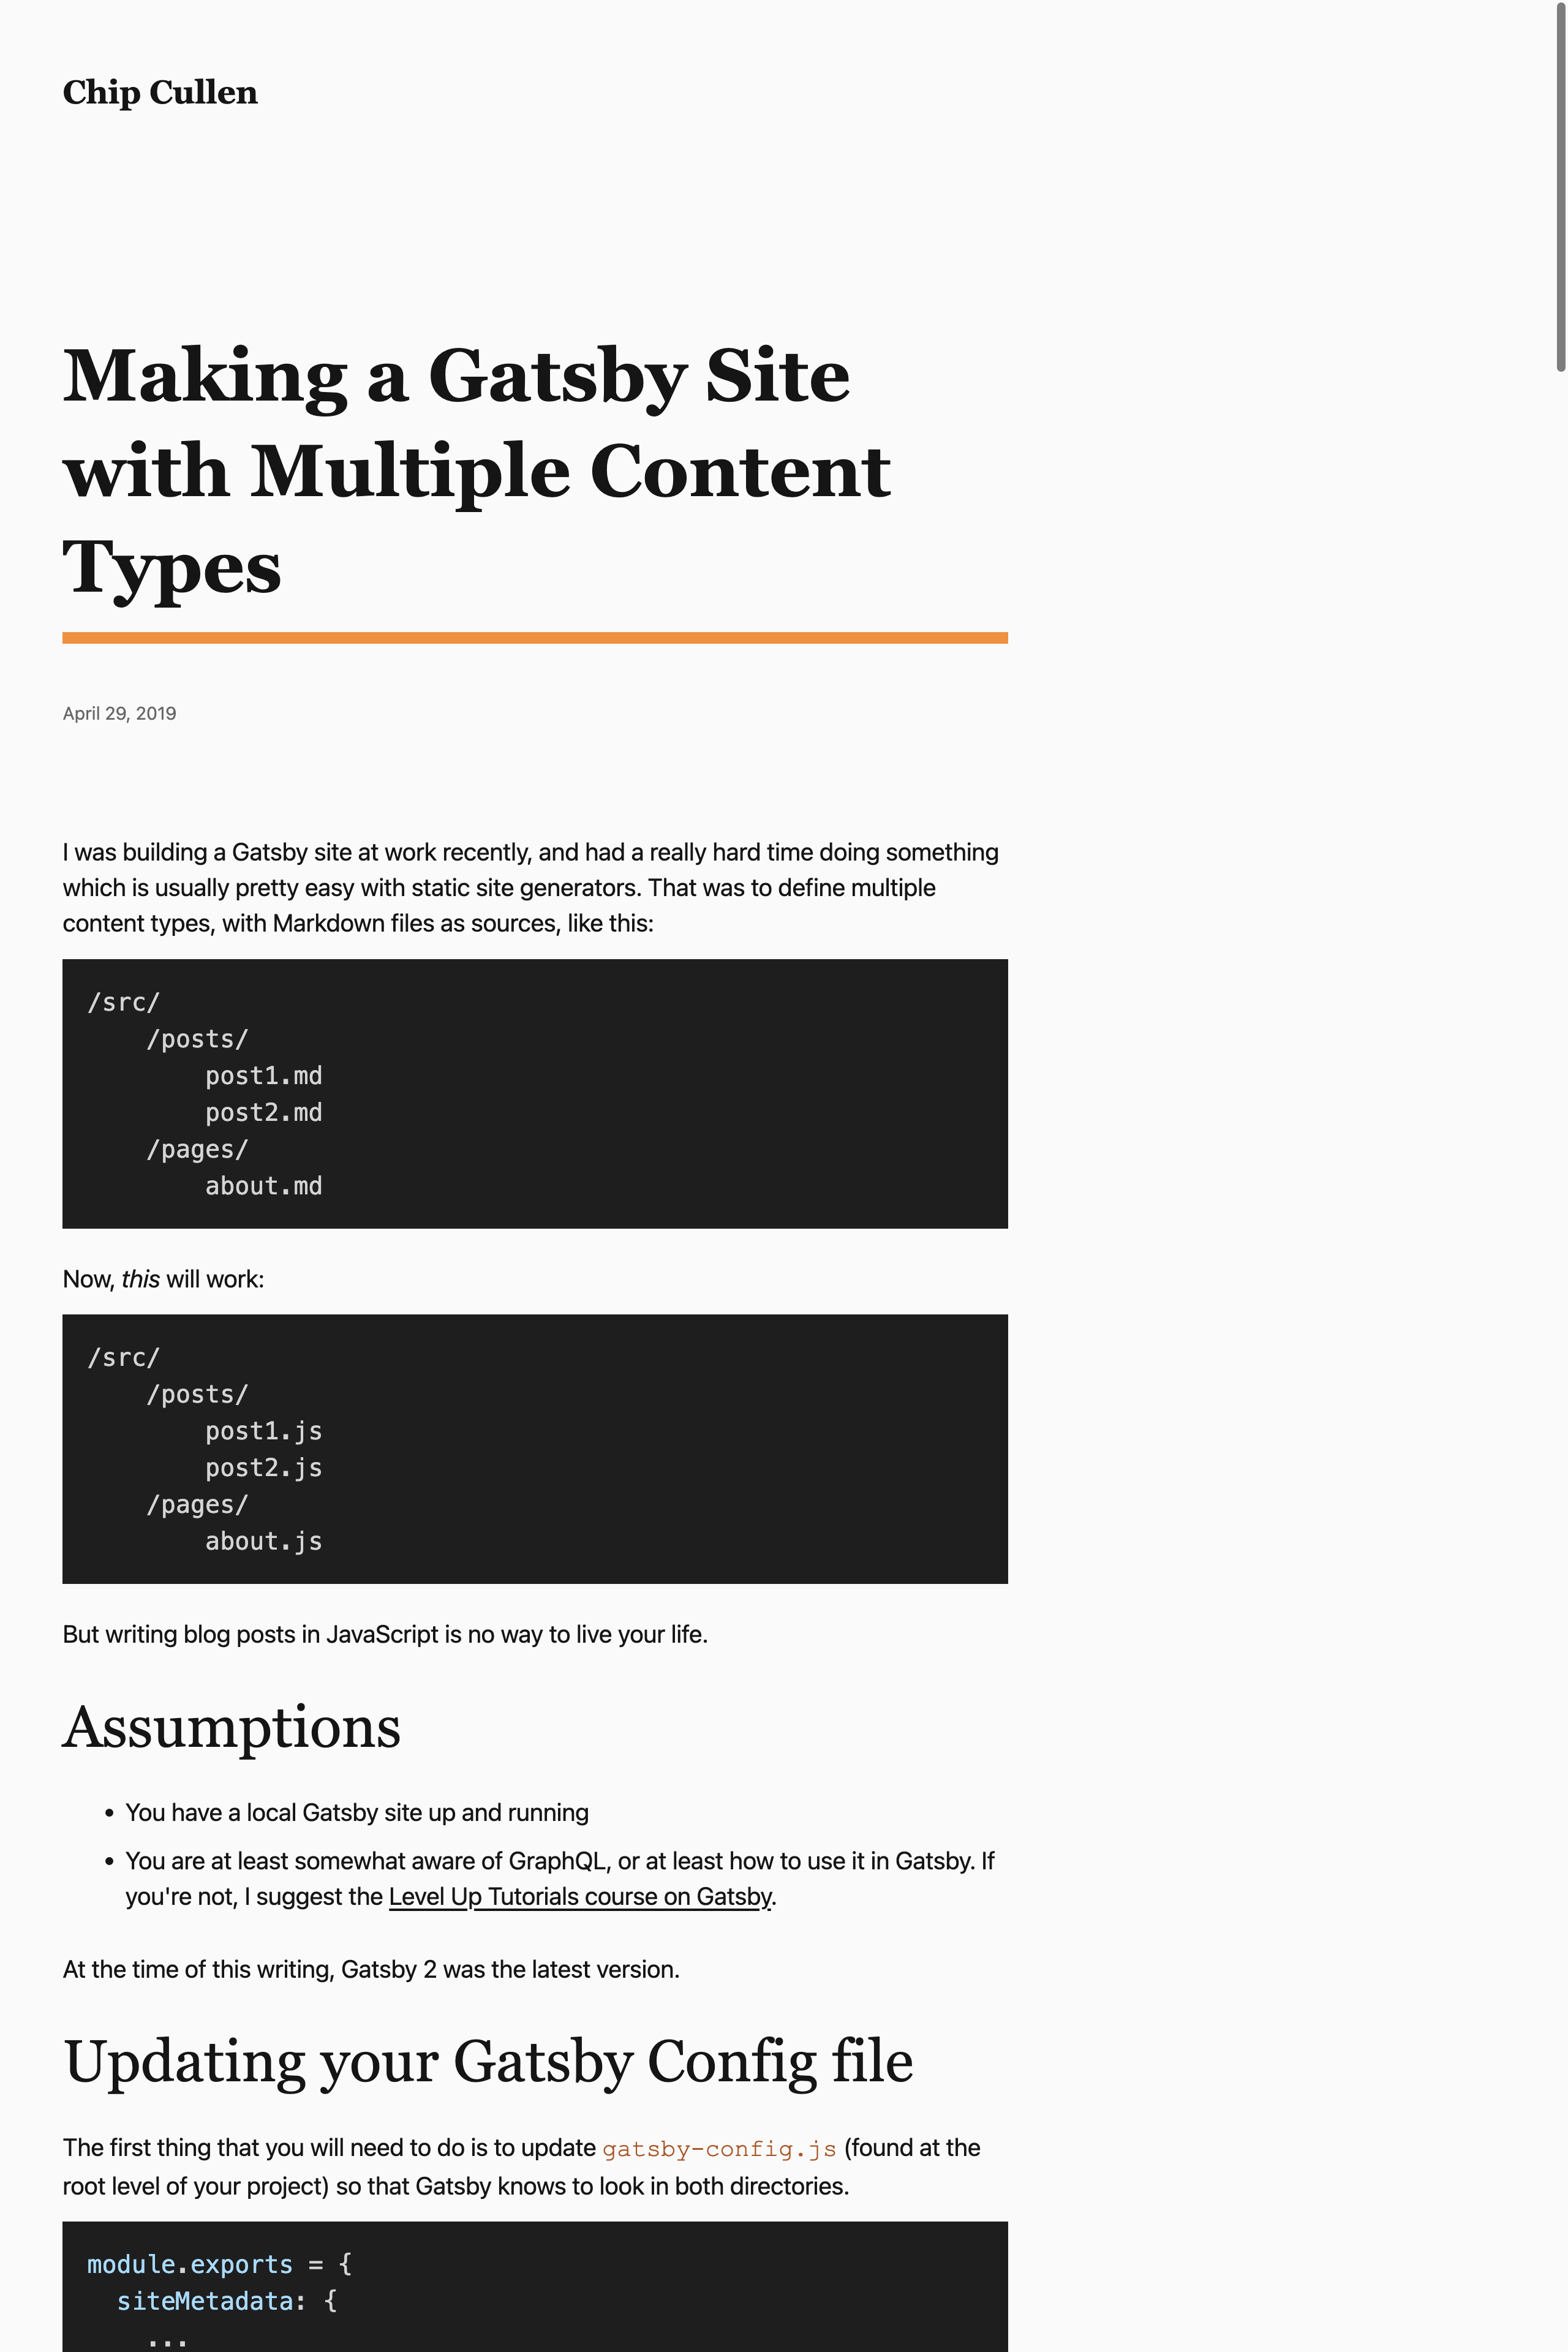 Chip Cullen
Making a Gatsby Site
with Multiple Content
Types
April 29, 2019
I was building a Gatsby site at work recently, and had a really hard time doing something
which is usually pretty easy with static site generators. That was to define multiple
content types, with Markdown files as sources, like this:
/src/
    /posts/
        post1.md
        post2.md
    /pages/
        about.md
Now, this will work:
/src/
    /posts/
        post1.js
        post2.js
    /pages/
        about.js
But writing blog posts in JavaScript is no way to live your life.
Assumptions
• You have a local Gatsby site up and running
• You are at least somewhat aware of GraphQL, or at least how to use it in Gatsby. If
you're not, I suggest the Level Up Tutorials course on Gatsby.
At the time of this writing, Gatsby 2 was the latest version.
Updating your Gatsby Config file
The first thing that you will need to do is to update gatsby-config.js (found at the
root level of your project) so that Gatsby knows to look in both directories.
module.exports = {
  siteMetadata: {
    ...